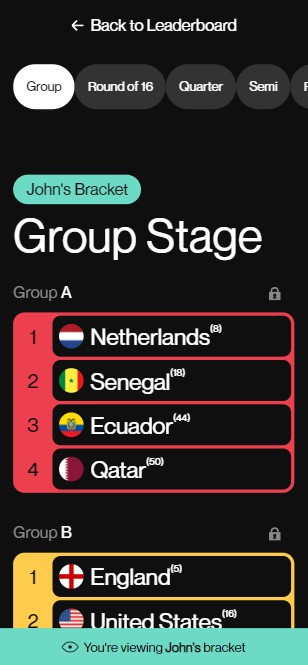 ← Back to Leaderboard
Group Round of 16 Quarter Semi
John's Bracket
Group Stage
Group A
1 Netherlands(8)
2 Senegal(18)
3 Ecuador(44)
4 Qatar(50)
Group B
1 England(5)
2 United States(16)
You're viewing John's bracket